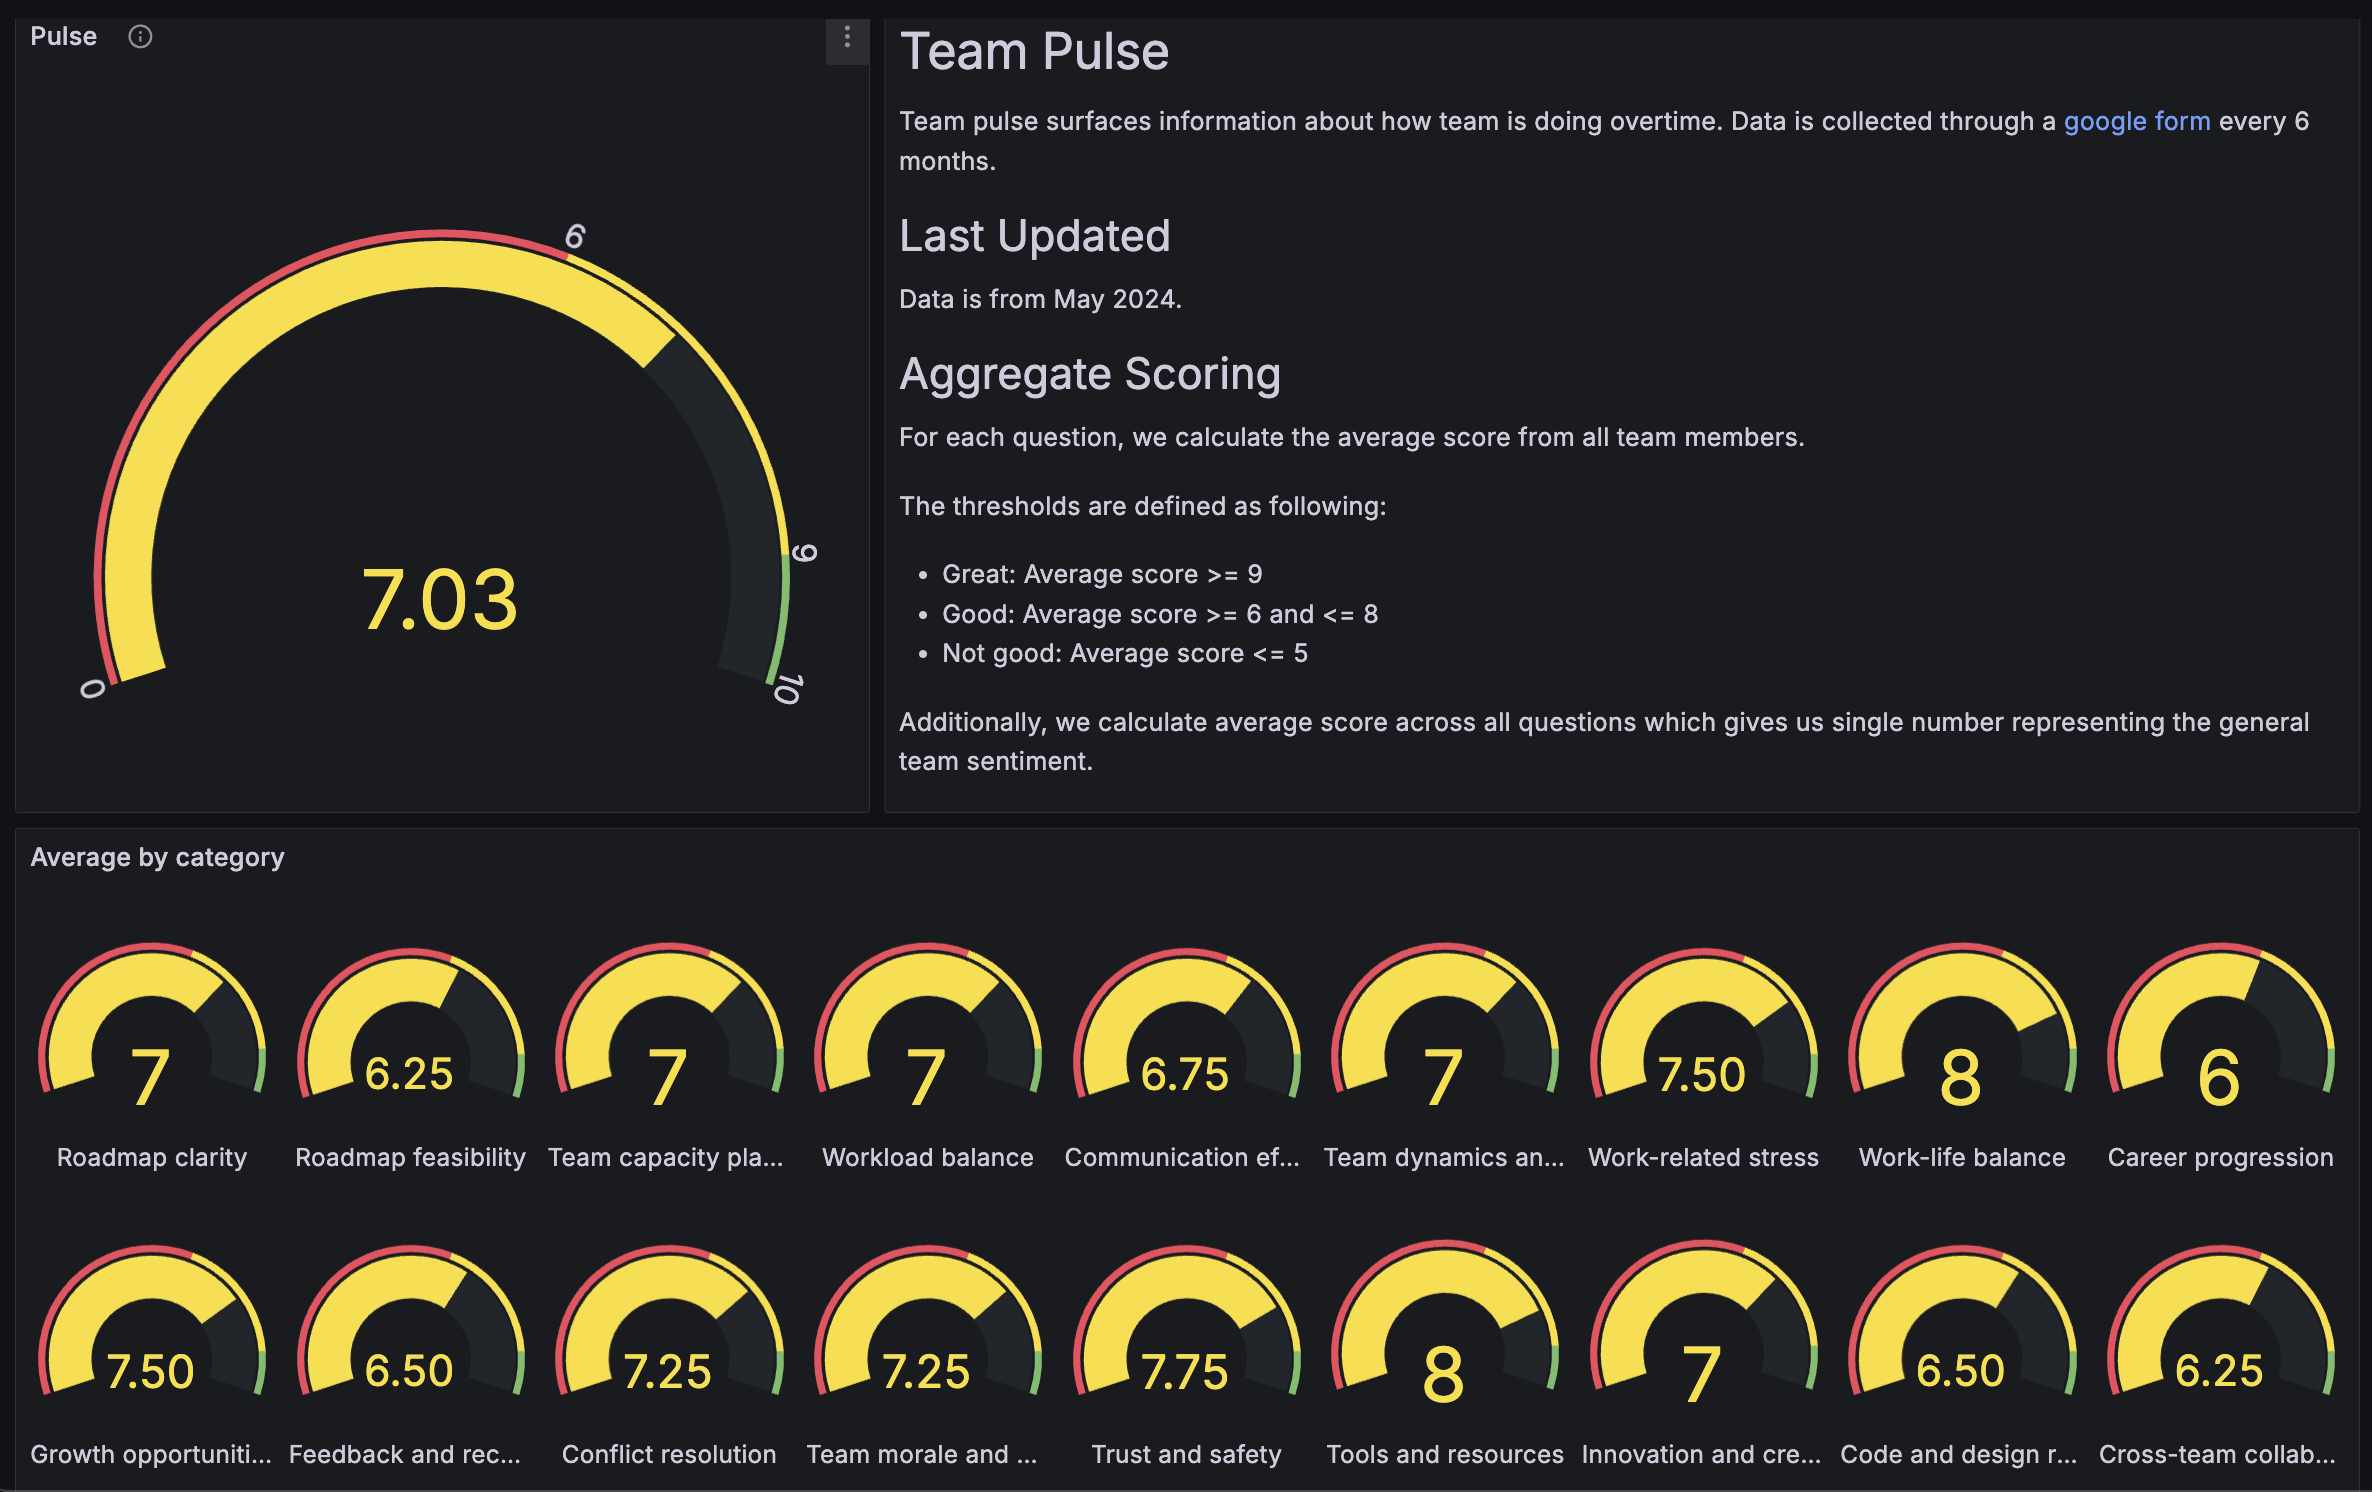 Pulse
Team Pulse
Team pulse surfaces information about how team is doing overtime. Data is collected through a google form every 6
months.
Last Updated
Data is from May 2024.
Aggregate Scoring
For each question, we calculate the average score from all team members.
The thresholds are defined as following:
• Great: Average score >= 9
• Good: Average score >= 6 and <= 8
• Not good: Average score <= 5
Additionally, we calculate average score across all questions which gives us single number representing the general
team sentiment.
6
9
7.03
0
10
Average by category
7
6.25
7
7
6.75
7
7.50
8
6
Roadmap clarity
Roadmap feasibility
Team capacity pla...
Workload balance
Communication ef...
Team dynamics an...
Work-related stress
Work-life balance
Career progression
7.50
6.50
7.25
7.25
7.75
8
7
6.50
6.25
Growth opportuniti...
Feedback and rec...
Conflict resolution
Team morale and ...
Trust and safety
Tools and resources
Innovation and cre...
Code and design r...
Cross-team collab...